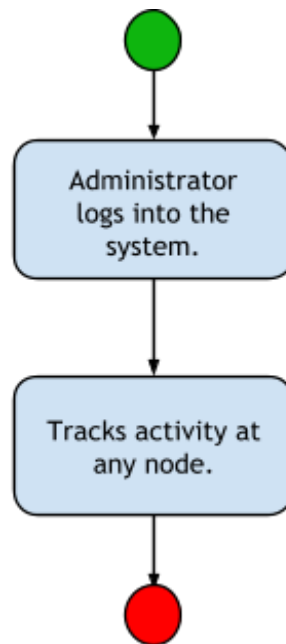 Administrator
logs into the
system.
Tracks activity at
any node.